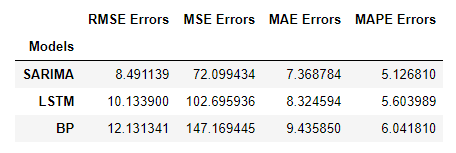 RMSE Errors MSE Errors MAE Errors MAPE Errors
Models
SARIMA 8.491139 72.099434 7.368784 5.126810
LSTM 10.133900 102.695936 8.324594 5.603989
BP 12.131341 147.169445 9.435850 6.041810